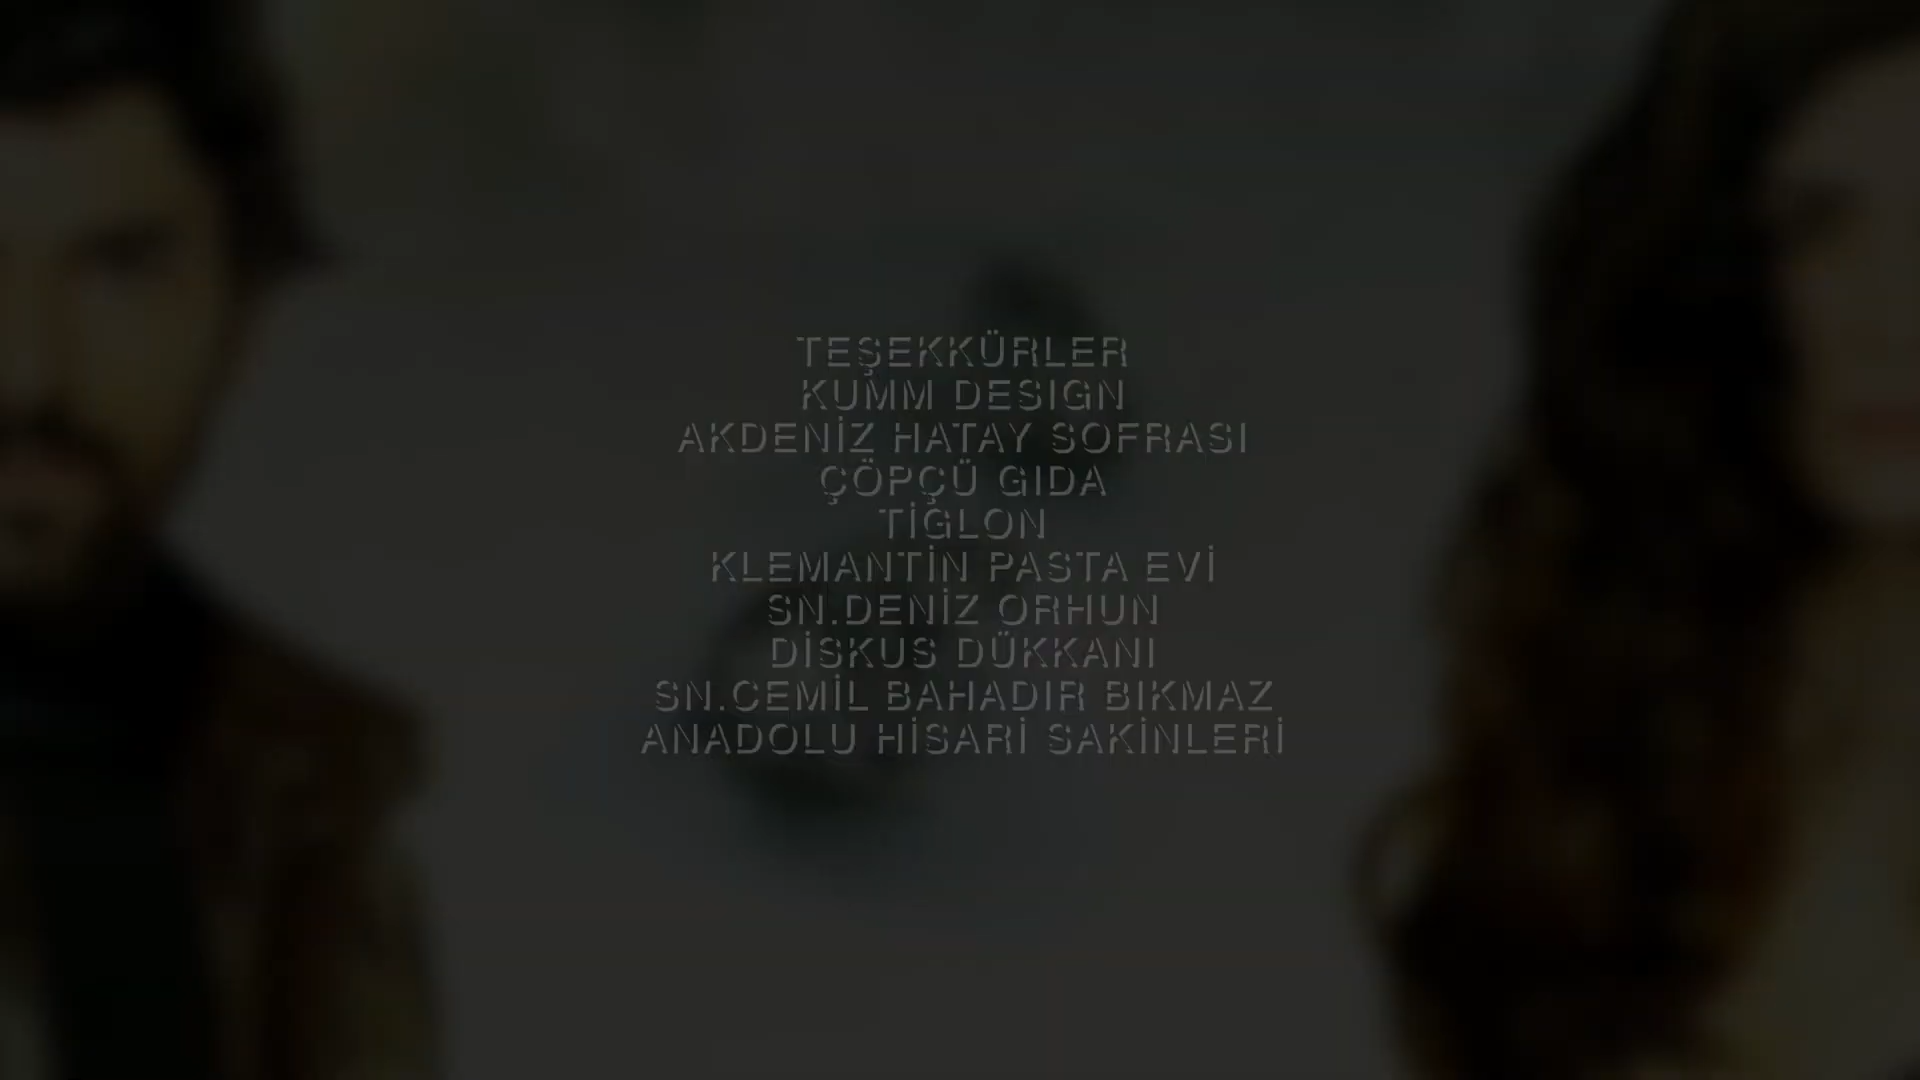 TEŞEKKÜRLER
KUMM DESIGN
AKDENİZ HATAY SOFRASI
ÇÖPÇÜ GIDA
TİGLON
KLEMANTİN PASTA EVİ
SN.DENİZ ORHUN
DİSKUS DÜKKANI
SN.CEMİL BAHADIR BIKMAZ
ANADOLU HİSARİ SAKİNLERİ